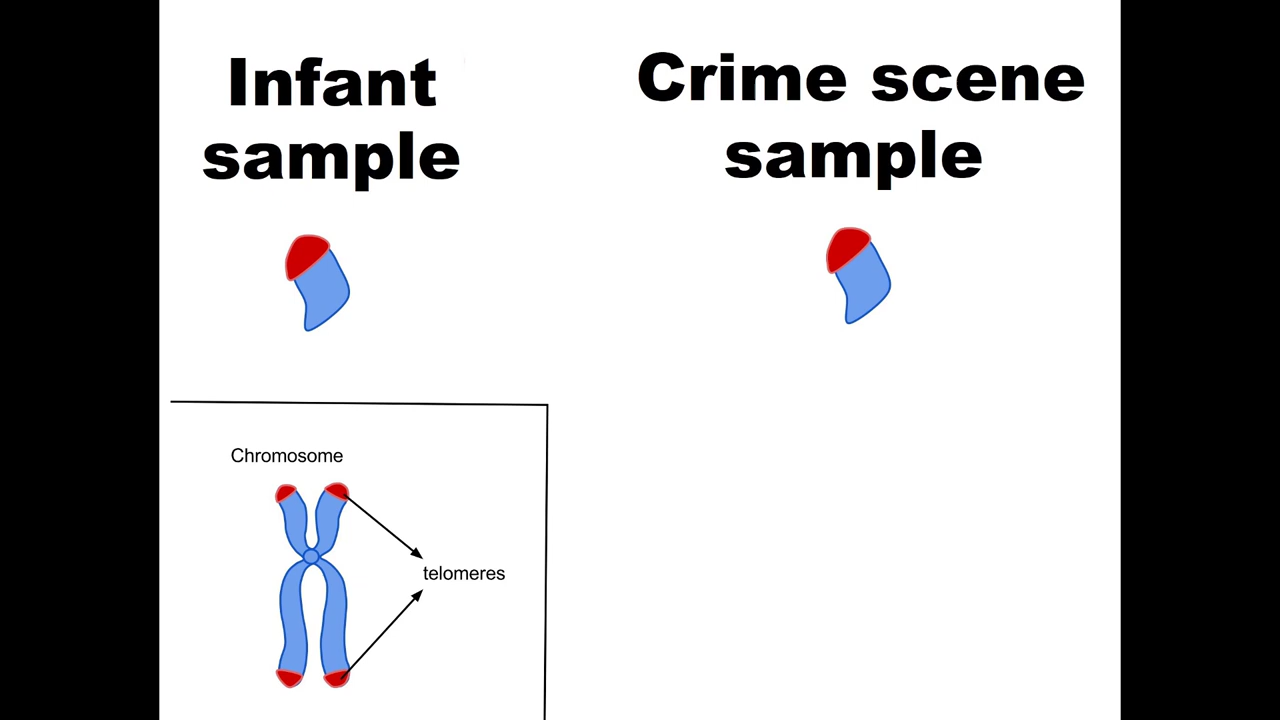 Infant
sample
Crime scene
sample
Chromosome
telomeres